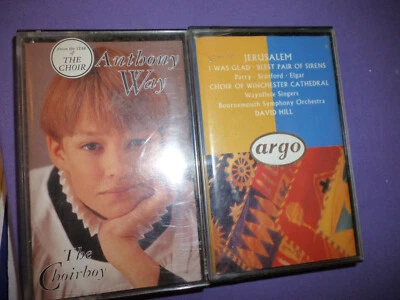 From the Star of
THE CHOIR
Anthony
Way
The
Choirboy
JERUSALEM
I WAS GLAD · BLEST PAIR OF SIRENS
Parry · Stanford · Elgar
CHOIR OF WINCHESTER CATHEDRAL
Waynflete Singers
Bournemouth Symphony Orchestra
DAVID HILL
argo